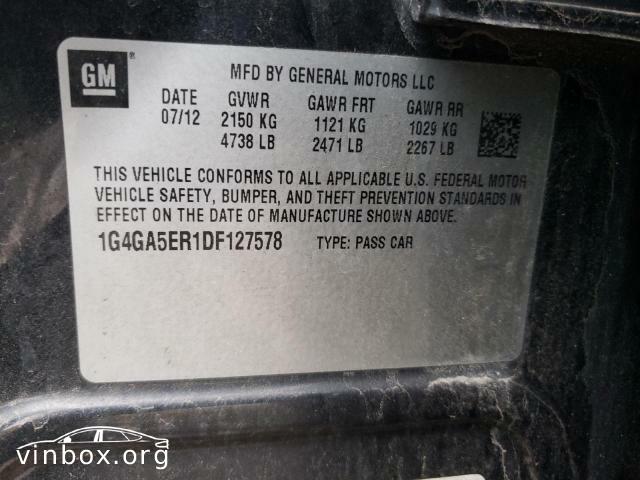 GM
®
MFD BY GENERAL MOTORS LLC
DATE GVWR GAWR FRT GAWR RR
07/12 2150 KG 1121 KG 1029 KG
4738 LB 2471 LB 2267 LB
THIS VEHICLE CONFORMS TO ALL APPLICABLE U.S. FEDERAL MOTOR
VEHICLE SAFETY, BUMPER, AND THEFT PREVENTION STANDARDS IN
EFFECT ON THE DATE OF MANUFACTURE SHOWN ABOVE.
1G4GA5ER1DF127578 TYPE: PASS CAR
vinbox.org